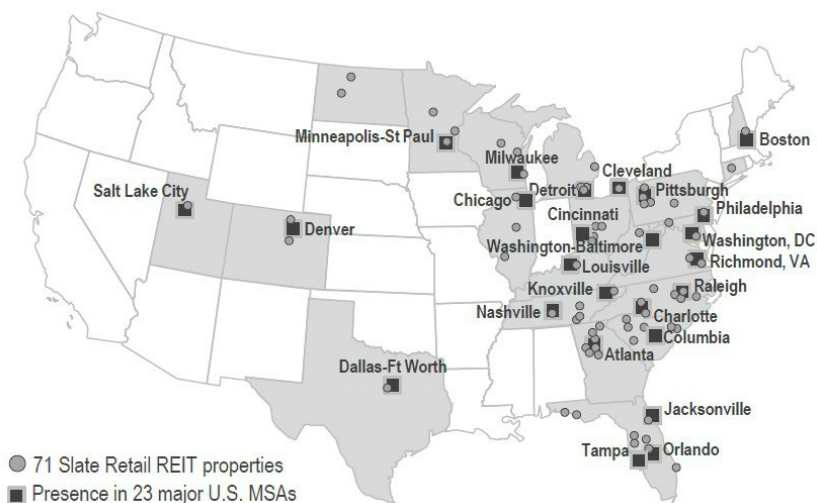 Minneapolis-St Paul
Boston
Milwaukee
Cleveland
Salt Lake City
Detroit
Pittsburgh
Chicago
Philadelphia
Cincinnati
Denver
Washington-Baltimore
Washington, DC
Louisville
Richmond, VA
Knoxville
Raleigh
Nashville
Charlotte
Columbia
Atlanta
Dallas-Ft Worth
Jacksonville
Tampa
Orlando
71 Slate Retail REIT properties
Presence in 23 major U.S. MSAs